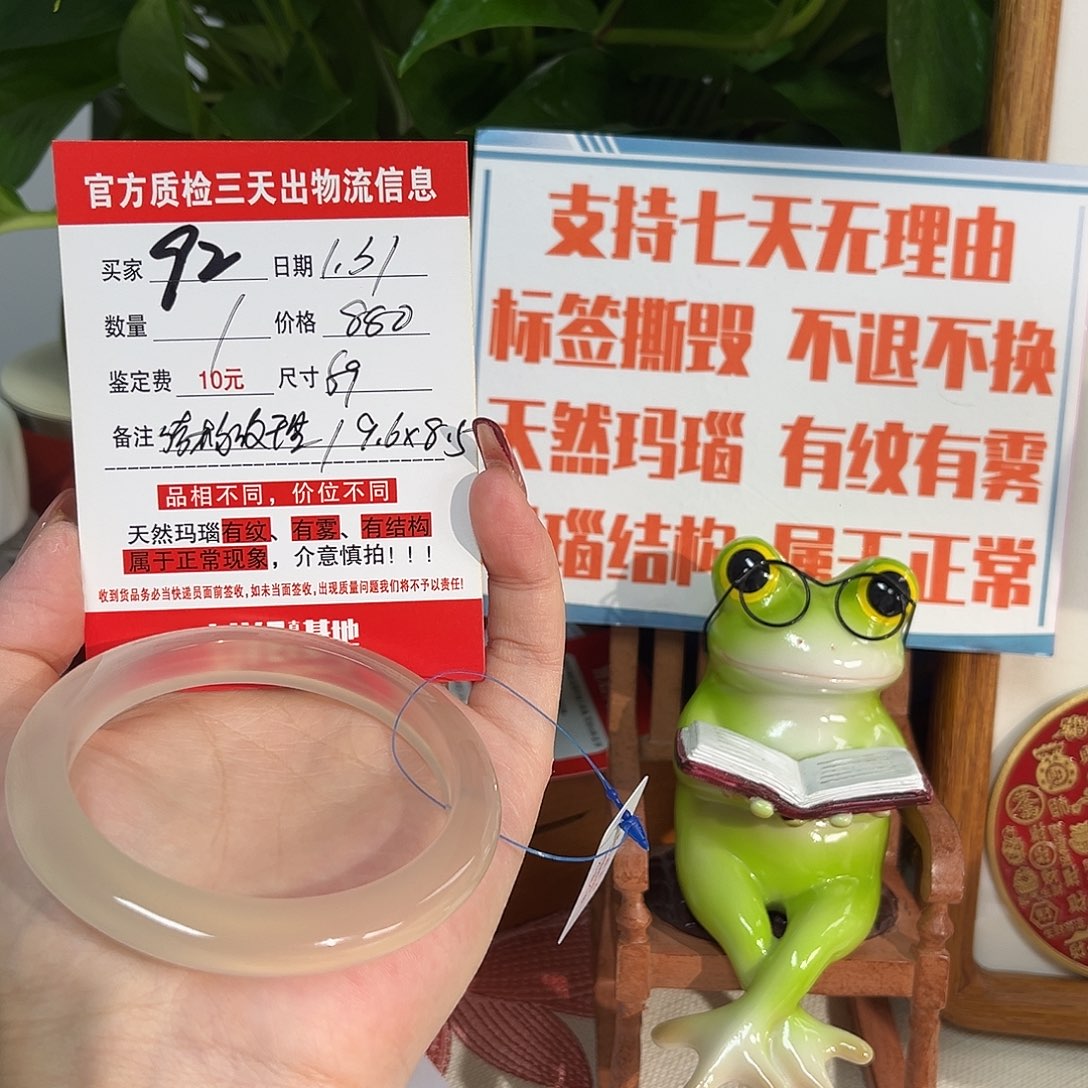 官方质检三天出物流信息
买家 92 日期 1.31
数量 1 价格 880
鉴定费 10元 尺寸 59
备注 结构纹理 / 9.6×8.5
品相不同，价位不同
天然玛瑙有纹、有雾、有结构
属于正常现象，介意慎拍！！！
收到货品务必当快递员面前签收，如未当面签收，出现质量问题我们将不予以责任！
基地
支持七天无理由
标签撕毁 不退不换
天然玛瑙 有纹有雾
瑙结构 属于正常